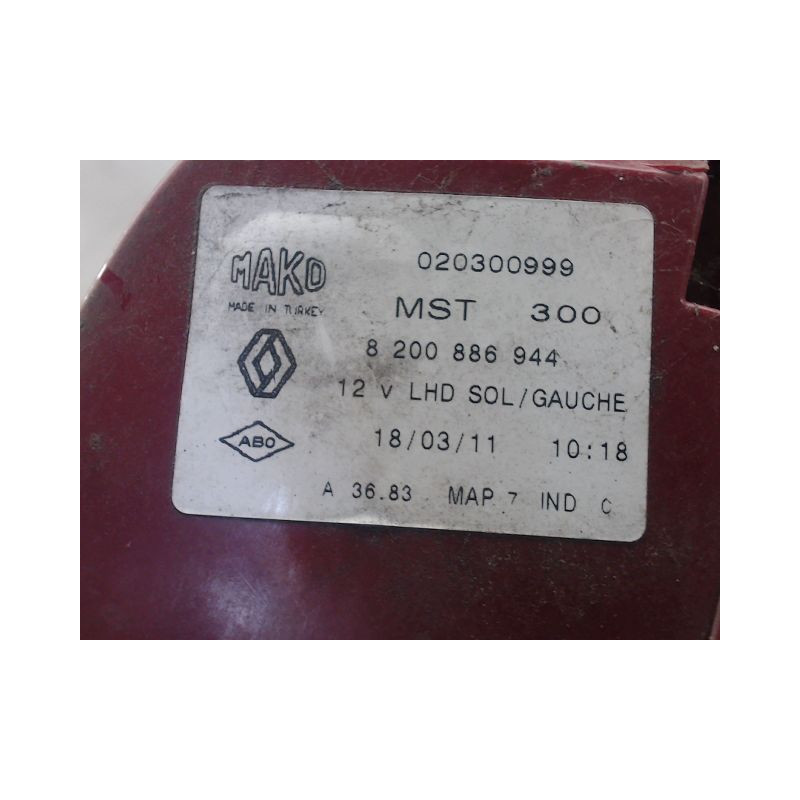 MAKO
MADE IN TURKEY
020300999
MST 300
8 200 886 944
12 v LHD SOL/GAUCHE
ABO
18/03/11 10:18
A 36.83 MAP 7 IND C